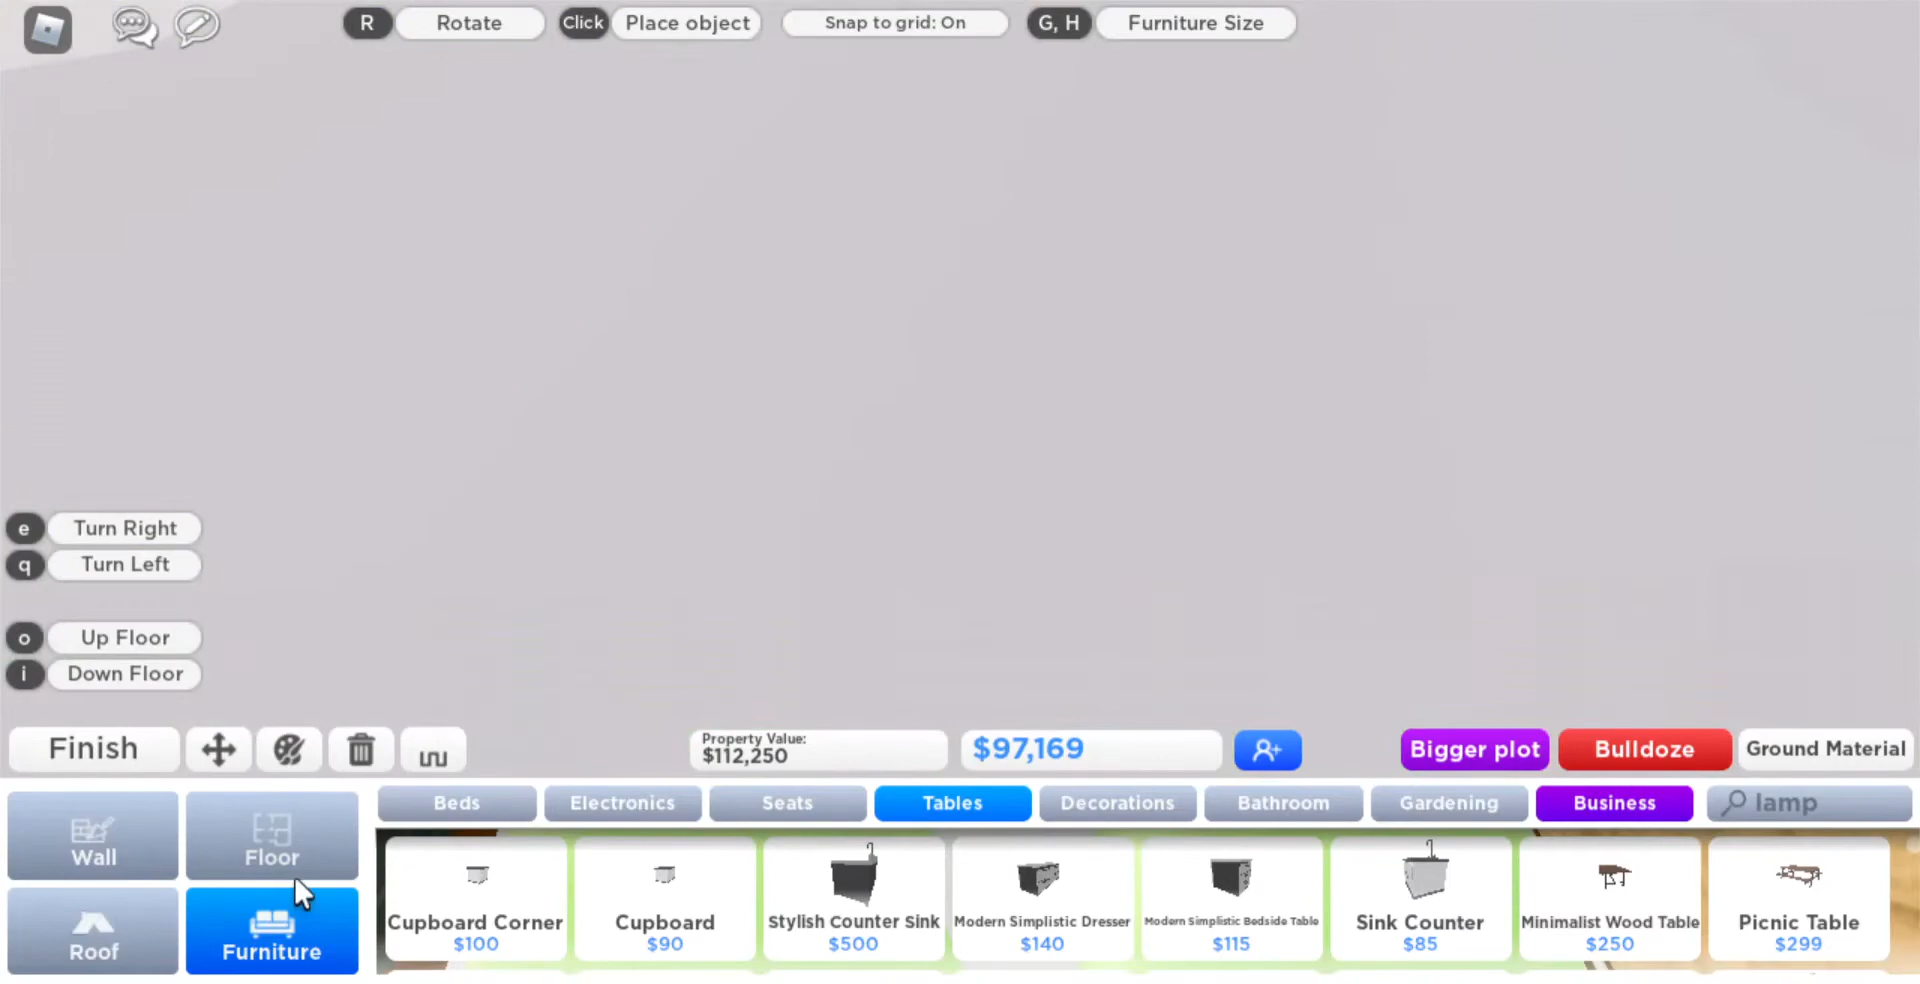 R Rotate Click Place object Snap to grid: On G, H Furniture Size
e Turn Right
q Turn Left
o Up Floor
i Down Floor
Finish
Property Value:
$112,250
$97,169
Bigger plot
Bulldoze
Ground Material
Wall
Floor
Roof
Furniture
Beds Electronics Seats Tables Decorations Bathroom Gardening Business lamp
Cupboard Corner
$100
Cupboard
$90
Stylish Counter Sink
$500
Modern Simplistic Dresser
$140
Modern Simplistic Bedside Table
$115
Sink Counter
$85
Minimalist Wood Table
$250
Picnic Table
$299